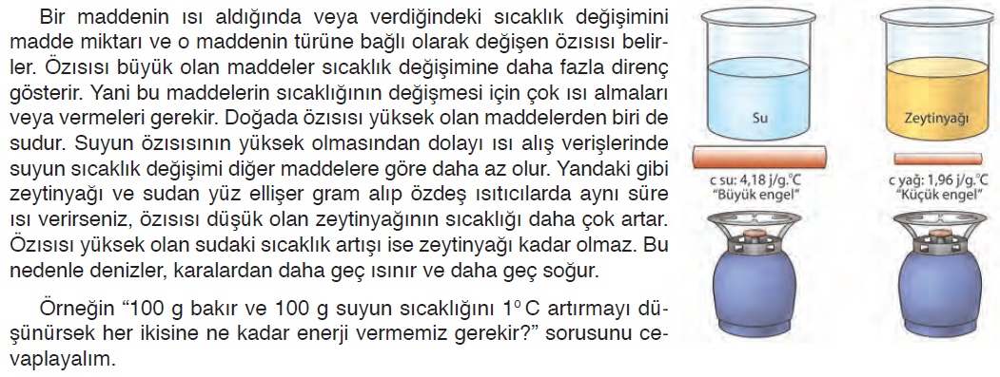 Bir maddenin ısı aldığında veya verdiğindeki sıcaklık değişimini
madde miktarı ve o maddenin türüne bağlı olarak değişen özısısı belir-
ler. Özısısı büyük olan maddeler sıcaklık değişimine daha fazla direnç
gösterir. Yani bu maddelerin sıcaklığının değişmesi için çok ısı almaları
veya vermeleri gerekir. Doğada özısısı yüksek olan maddelerden biri de
sudur. Suyun özısısının yüksek olmasından dolayı ısı alış verişlerinde
suyun sıcaklık değişimi diğer maddelere göre daha az olur. Yandaki gibi
zeytinyağı ve sudan yüz ellişer gram alıp özdeş ısıtıcılarda aynı süre
ısı verirseniz, özısısı düşük olan zeytinyağının sıcaklığı daha çok artar.
Özısısı yüksek olan sudaki sıcaklık artışı ise zeytinyağı kadar olmaz. Bu
nedenle denizler, karalardan daha geç ısınır ve daha geç soğur.
Örneğin “100 g bakır ve 100 g suyun sıcaklığını 1⁰ C artırmayı dü-
şünürsek her ikisine ne kadar enerji vermemiz gerekir?” sorusunu ce-
vaplayalım.
Su
c su: 4,18 j/g.°C
“Büyük engel”
Zeytinyağı
c yağ: 1,96 j/g.°C
“Küçük engel”